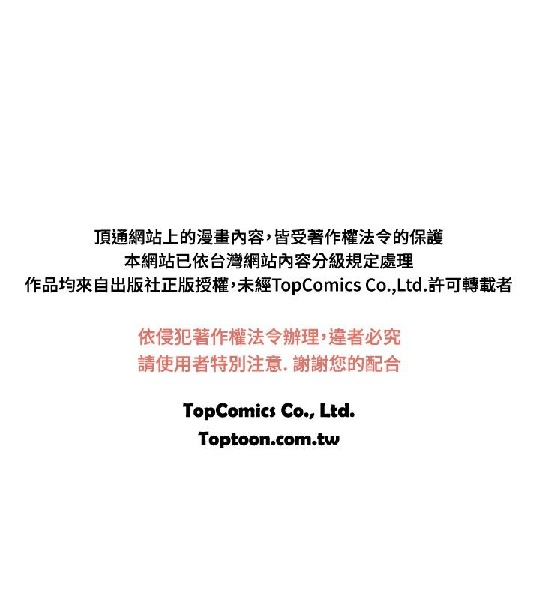 頂通網站上的漫畫內容，皆受著作權法令的保護
本網站已依台灣網站內容分級規定處理
作品均來自出版社正版授權，未經TopComics Co.,Ltd.許可轉載者
依侵犯著作權法令辦理，違者必究
請使用者特別注意. 謝謝您的配合
TopComics Co., Ltd.
Toptoon.com.tw